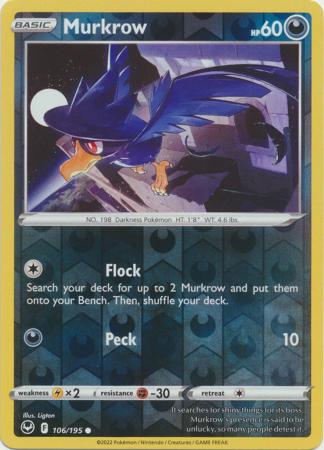 BASIC Murkrow HP60
NO. 198 Darkness Pokémon HT: 1'8" WT: 4.6 lbs.
Flock
Search your deck for up to 2 Murkrow and put them
onto your Bench. Then, shuffle your deck.
Peck 10
weakness ×2 resistance -30 retreat
Illus. Ligton
F 106/195
It searches for shiny things for its boss.
Murkrow's presence is said to be
unlucky, so many people detest it.
©2022 Pokémon / Nintendo / Creatures / GAME FREAK